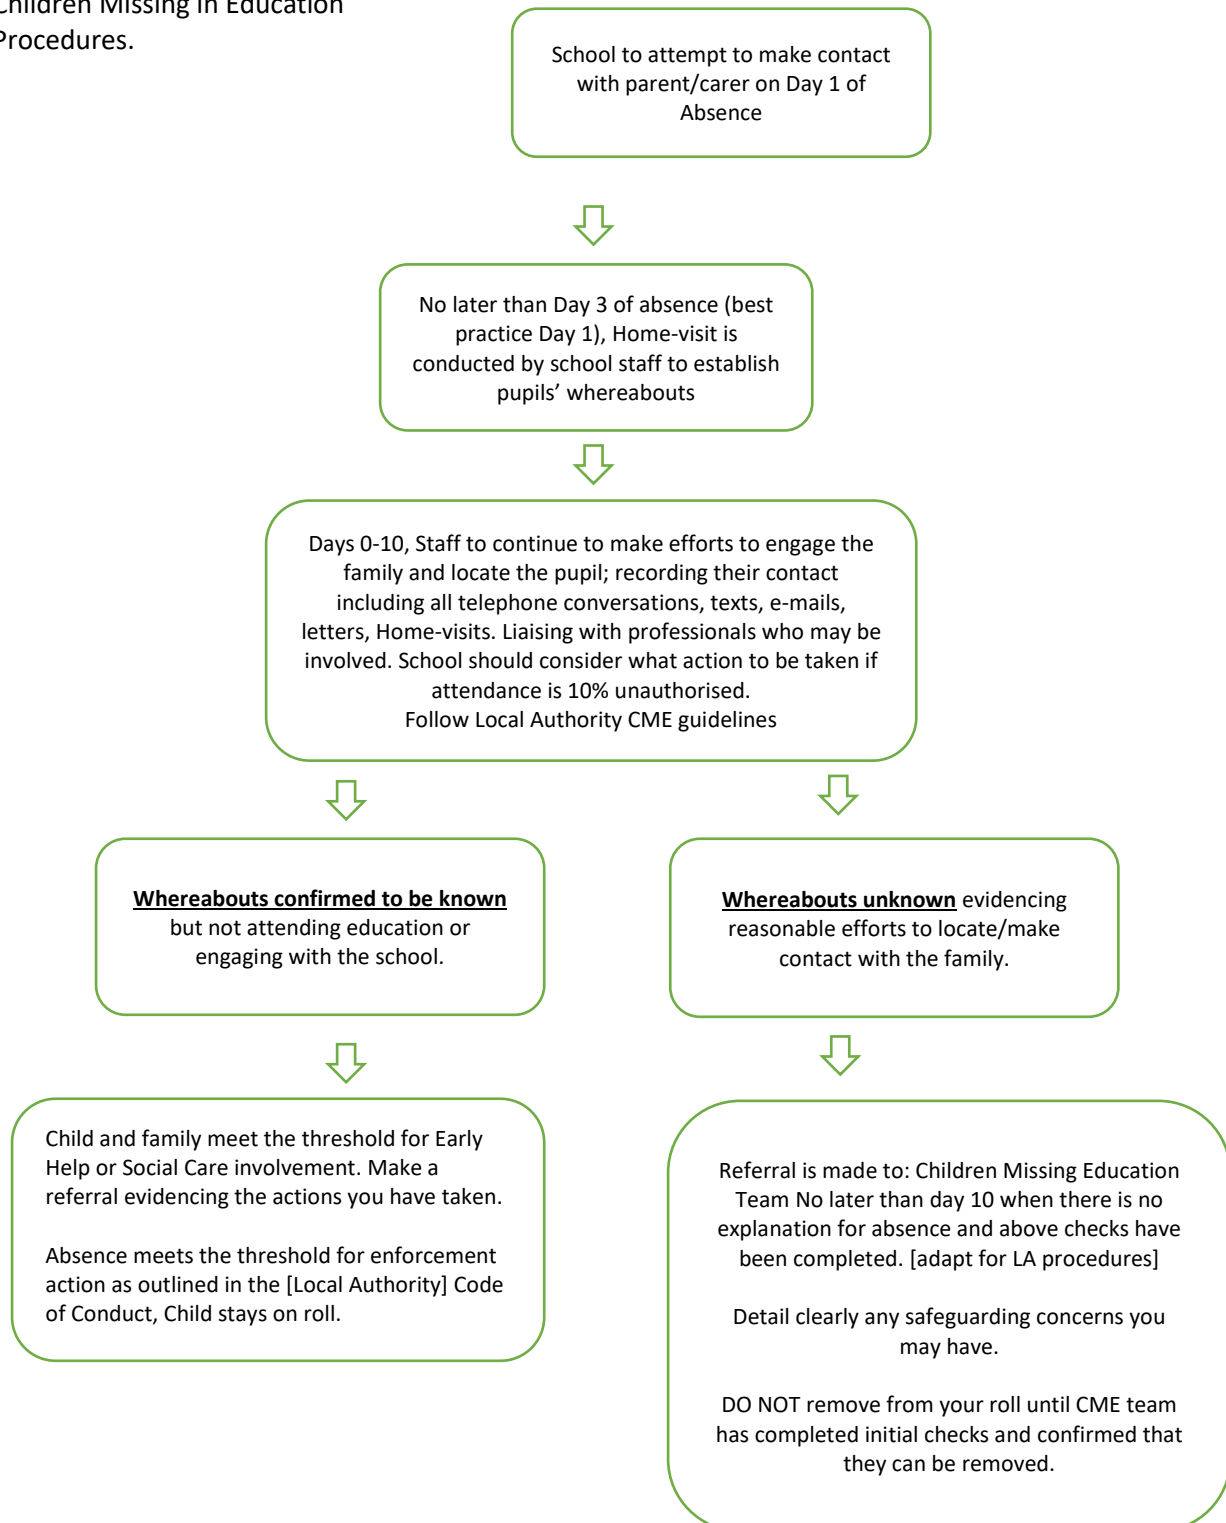 Children Missing in Education
Procedures.
School to attempt to make contact
with parent/carer on Day 1 of
Absence
No later than Day 3 of absence (best
practice Day 1), Home-visit is
conducted by school staff to establish
pupils’ whereabouts
Days 0-10, Staff to continue to make efforts to engage the
family and locate the pupil; recording their contact
including all telephone conversations, texts, e-mails,
letters, Home-visits. Liaising with professionals who may be
involved. School should consider what action to be taken if
attendance is 10% unauthorised.
Follow Local Authority CME guidelines
Whereabouts confirmed to be known
but not attending education or
engaging with the school.
Whereabouts unknown evidencing
reasonable efforts to locate/make
contact with the family.
Child and family meet the threshold for Early
Help or Social Care involvement. Make a
referral evidencing the actions you have taken.
Absence meets the threshold for enforcement
action as outlined in the [Local Authority] Code
of Conduct, Child stays on roll.
Referral is made to: Children Missing Education
Team No later than day 10 when there is no
explanation for absence and above checks have
been completed. [adapt for LA procedures]
Detail clearly any safeguarding concerns you
may have.
DO NOT remove from your roll until CME team
has completed initial checks and confirmed that
they can be removed.